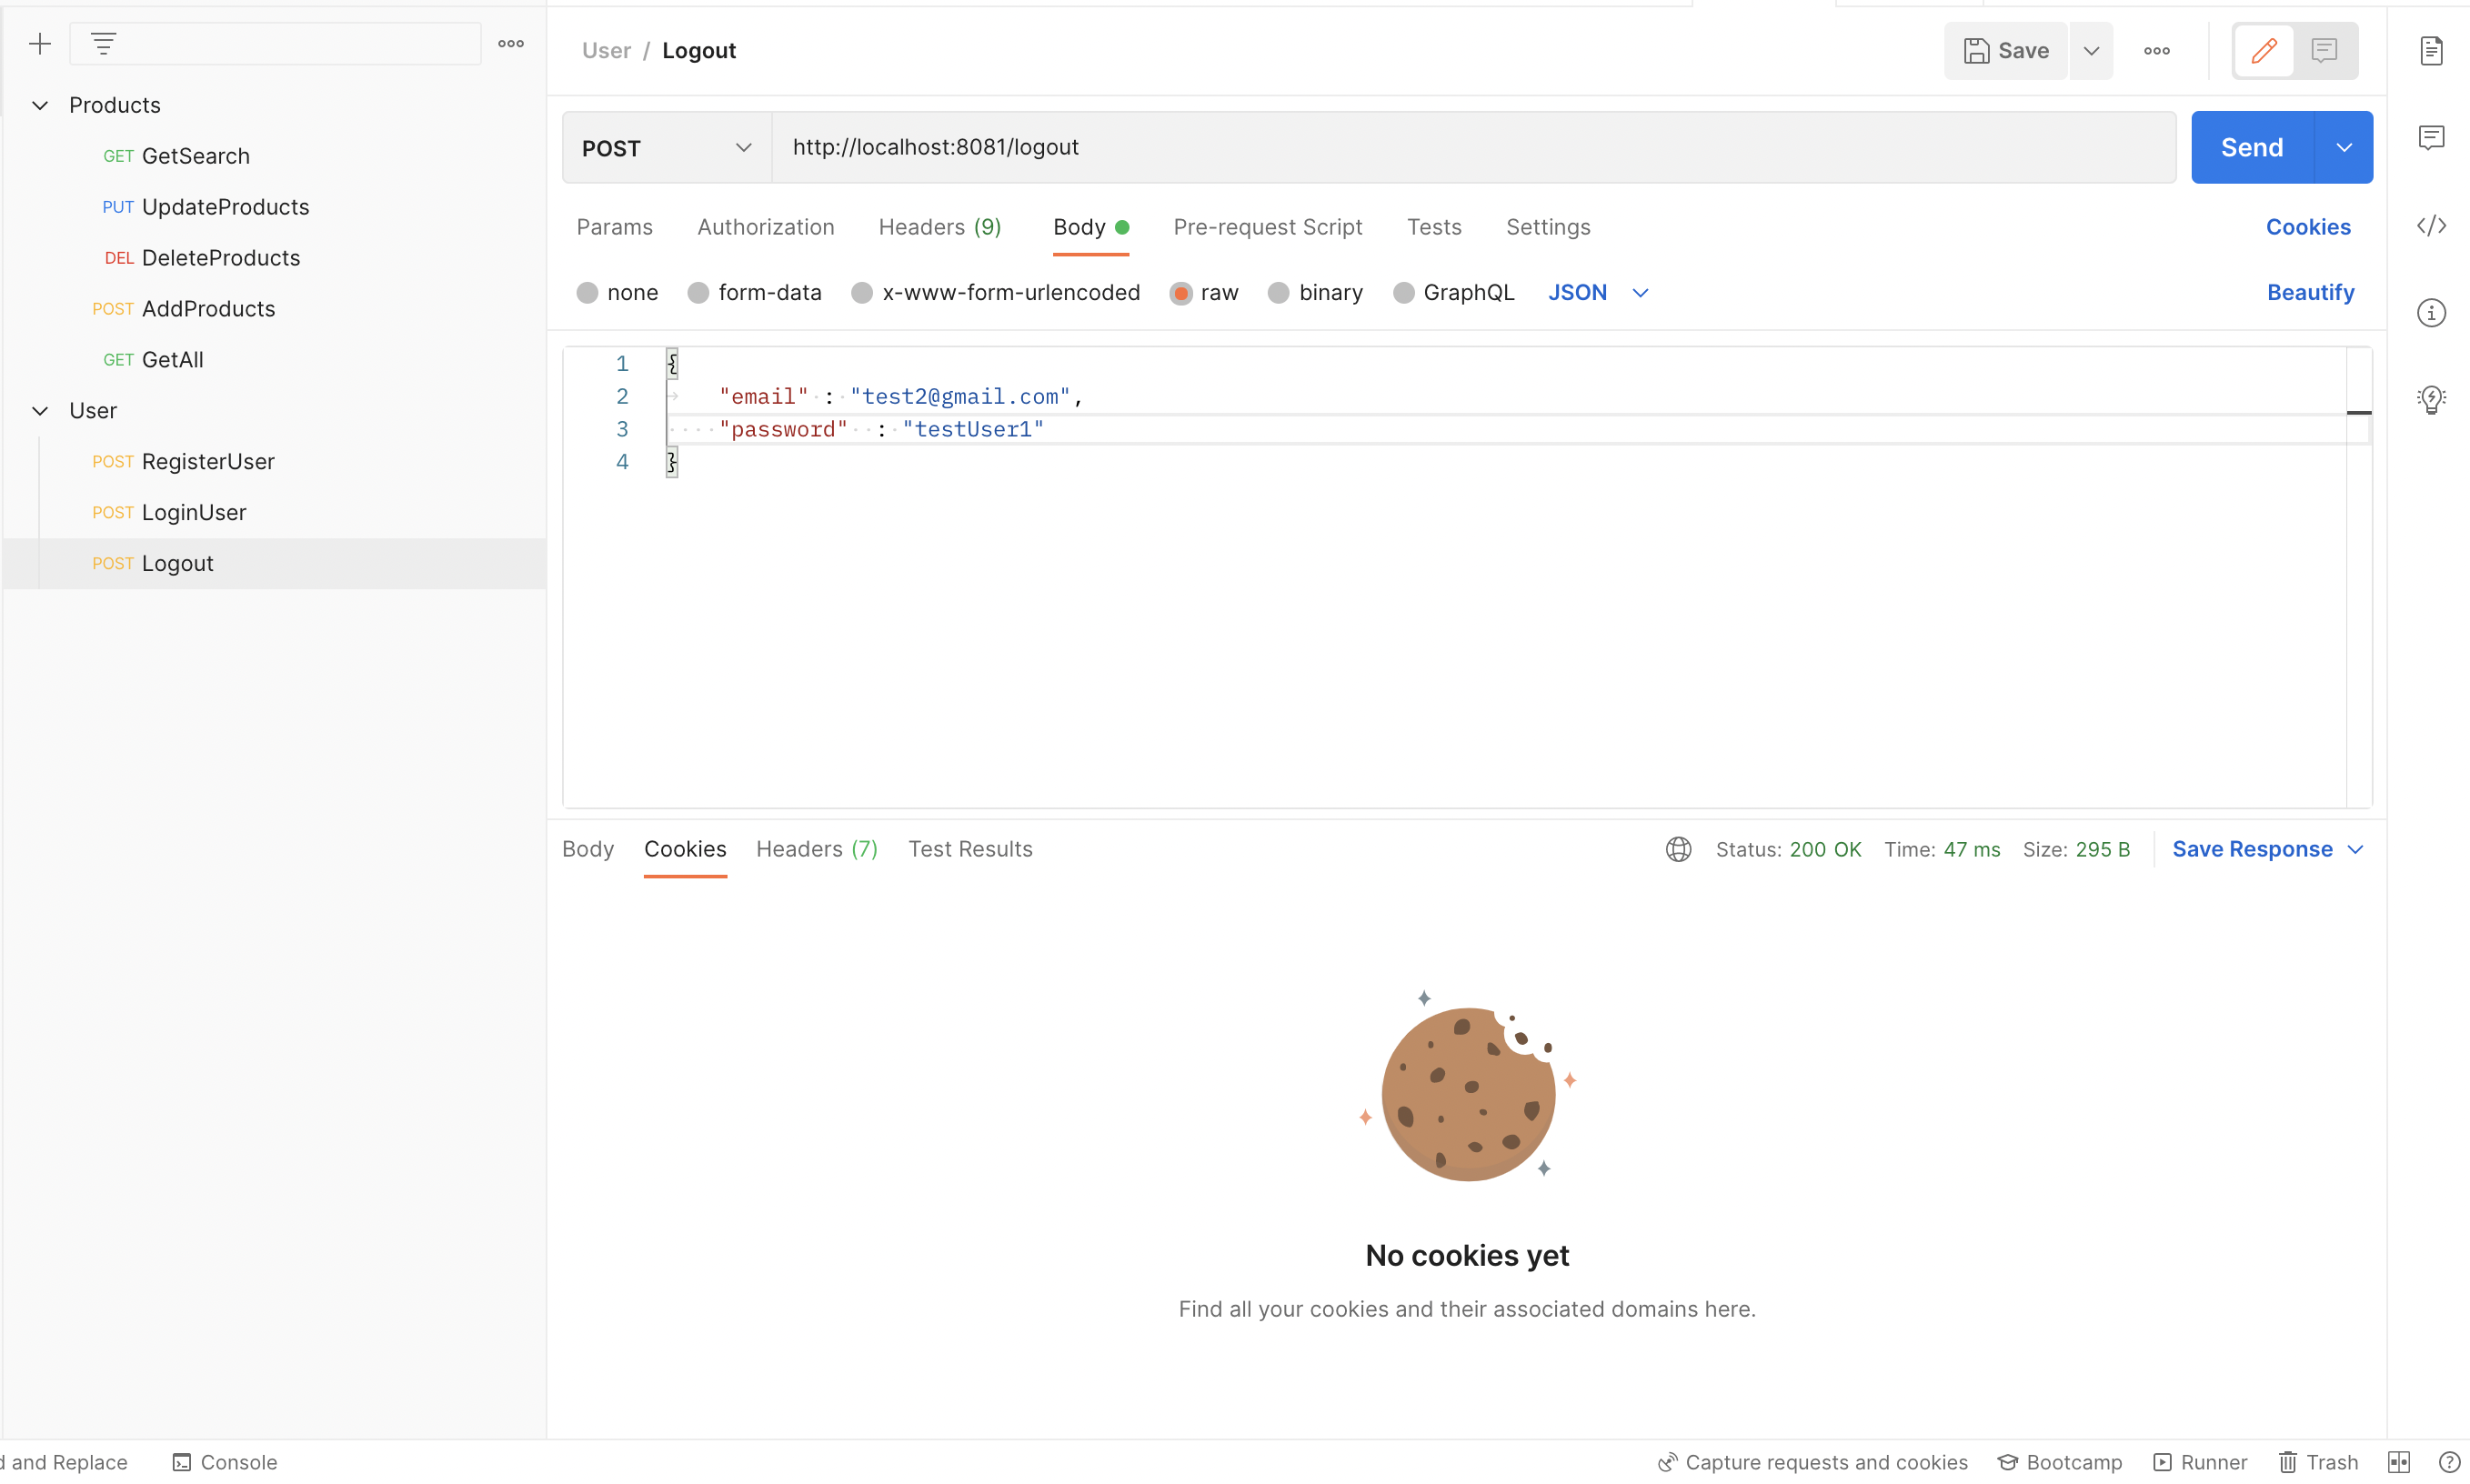 Products
GET GetSearch
PUT UpdateProducts
DEL DeleteProducts
POST AddProducts
GET GetAll
User
POST RegisterUser
POST LoginUser
POST Logout
User / Logout
Save
POST http://localhost:8081/logout Send
Params Authorization Headers (9) Body Pre-request Script Tests Settings Cookies
none form-data x-www-form-urlencoded raw binary GraphQL JSON Beautify
1 {
2 "email" : "test2@gmail.com",
3 "password" : "testUser1"
4 }
Body Cookies Headers (7) Test Results Status: 200 OK Time: 47 ms Size: 295 B Save Response
No cookies yet
Find all your cookies and their associated domains here.
and Replace Console Capture requests and cookies Bootcamp Runner Trash